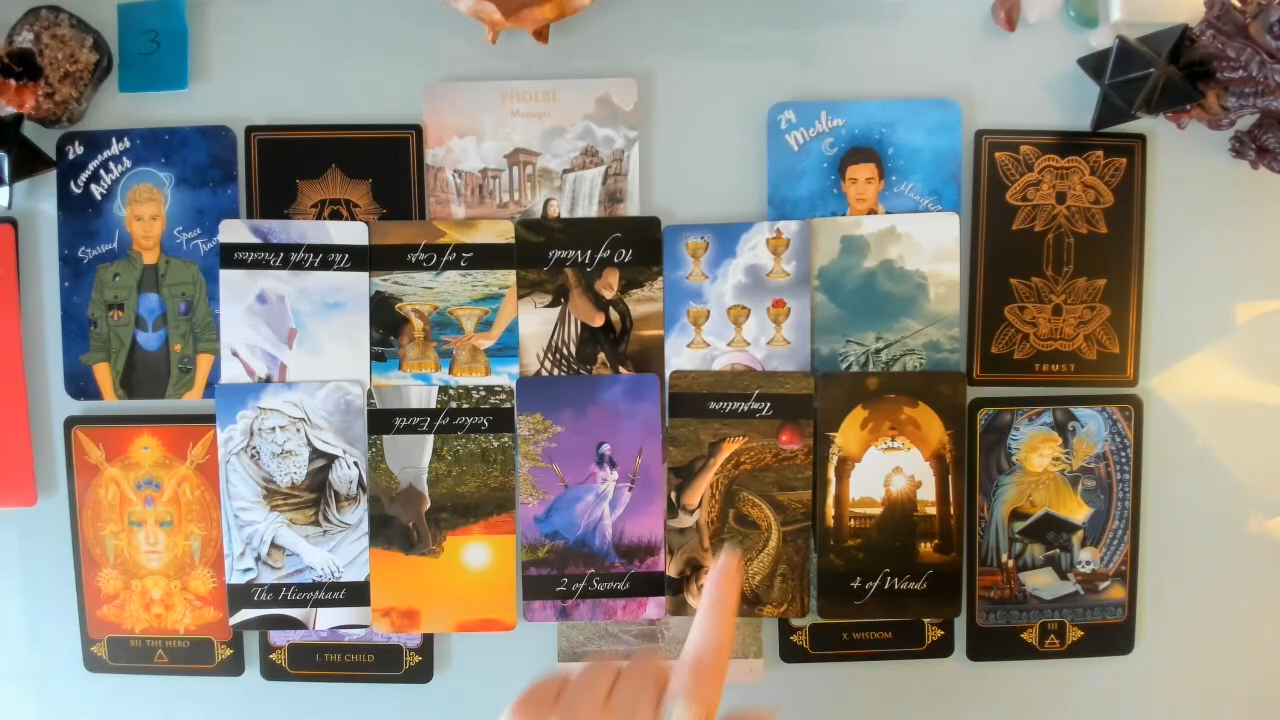 3
PHOEBE
Messages
26
Commander
Ashtar
Starseed
Space
24
Merlin
TRUST
The High Priestess
2 of Cups
10 of Wands
The Hierophant
Seeker of Earth
2 of Swords
Temptation
4 of Wands
XII. THE HERO
I. THE CHILD
X. WISDOM
III